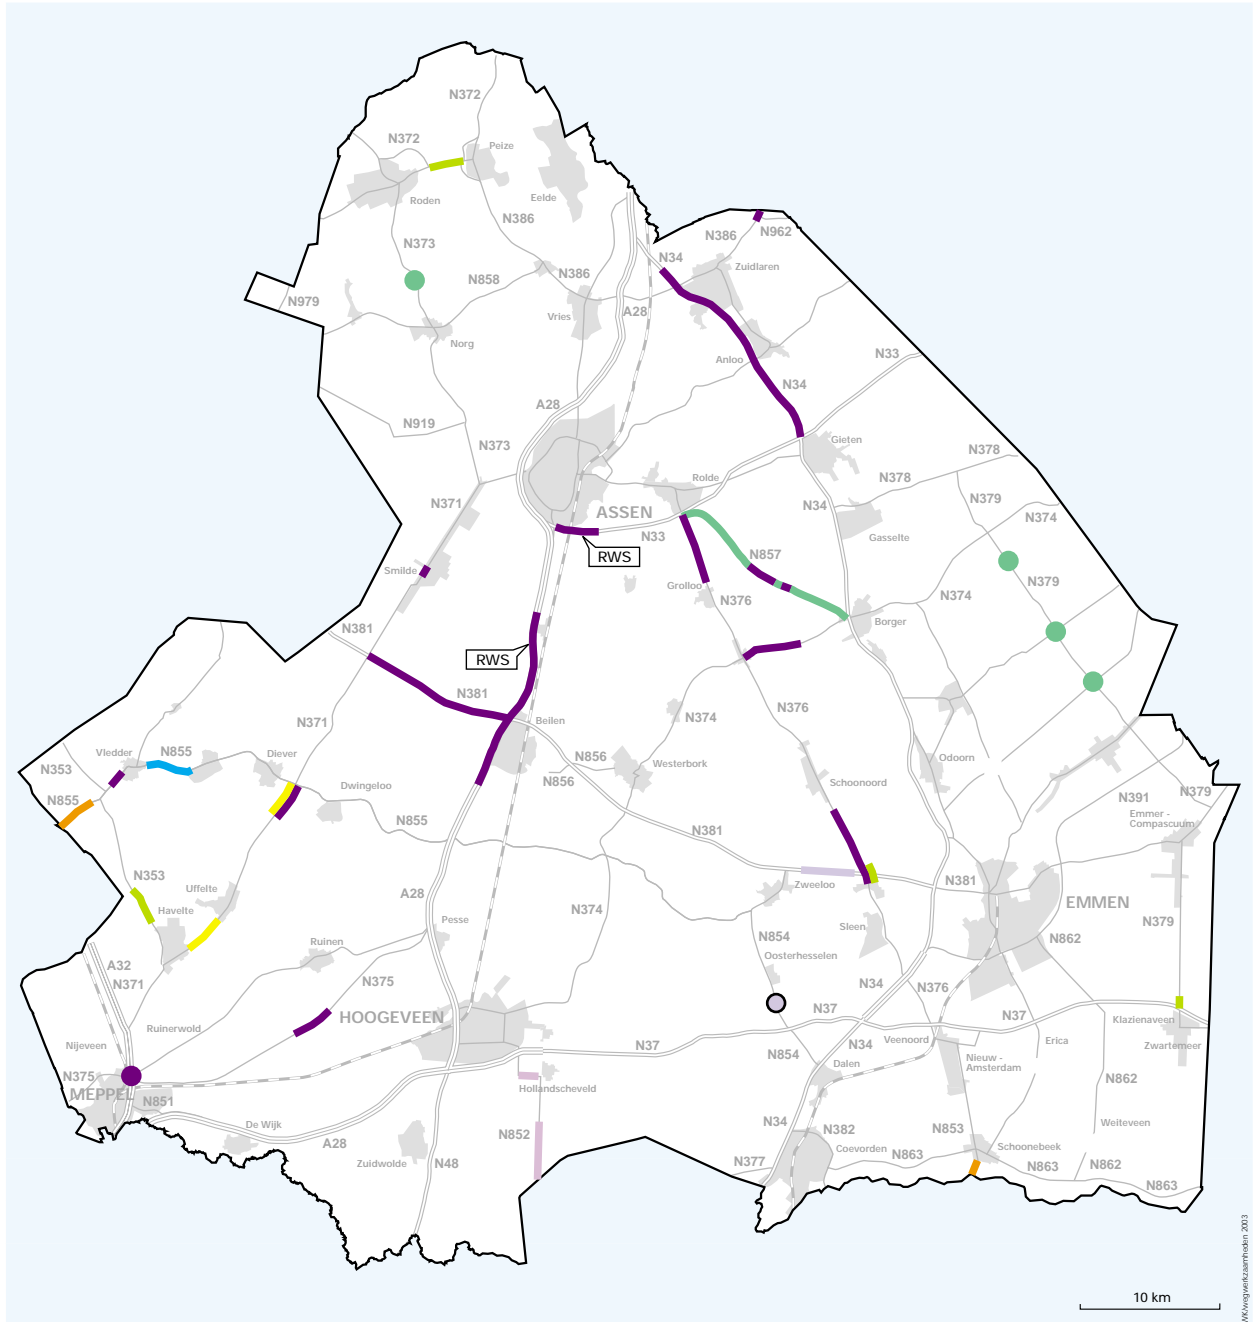 N372
N372
Peize
Eelde
Roden
N386
N962
N386
N373
N34
Zuidlaren
N858
N386
N979
A28
Vries
Norg
Anloo
N33
N34
A28
N919
N373
Gieten
N378
Rolde
N378
N371
N379
N34
ASSEN
N374
N33
Gasselte
RWS
N857
Smilde
N379
Grolloo
N376
N374
Borger
N381
RWS
N381
N376
N374
N371
Beilen
Vledder
N855
Diever
N856
Odoorn
N353
Westerbork
N856
Schoonoord
Dwingeloo
N379
N855
N391
Emmer -
Compascuum
N855
N381
N353
N381
Uffelte
Zweeloo
A28
EMMEN
Havelte
N374
Pesse
N379
Sleen
N854
N862
Ruinen
Oosterhesselen
A32
N371
N375
N34
N376
HOOGEVEEN
N37
N37
Klazienaveen
Ruinerwold
Nijeveen
N37
N34
Veenoord
Erica
Zwartemeer
N854
Dalen
Nieuw -
Amsterdam
N375
MEPPEL
Hollandscheveld
N862
N851
De Wijk
N34
N382
N853
Weiteveen
N852
A28
Coevorden
Schoonebeek
Zuidwolde
N48
N377
N863
N863
N862
N863
WK/wegwerkzaamheden 2003
10 km